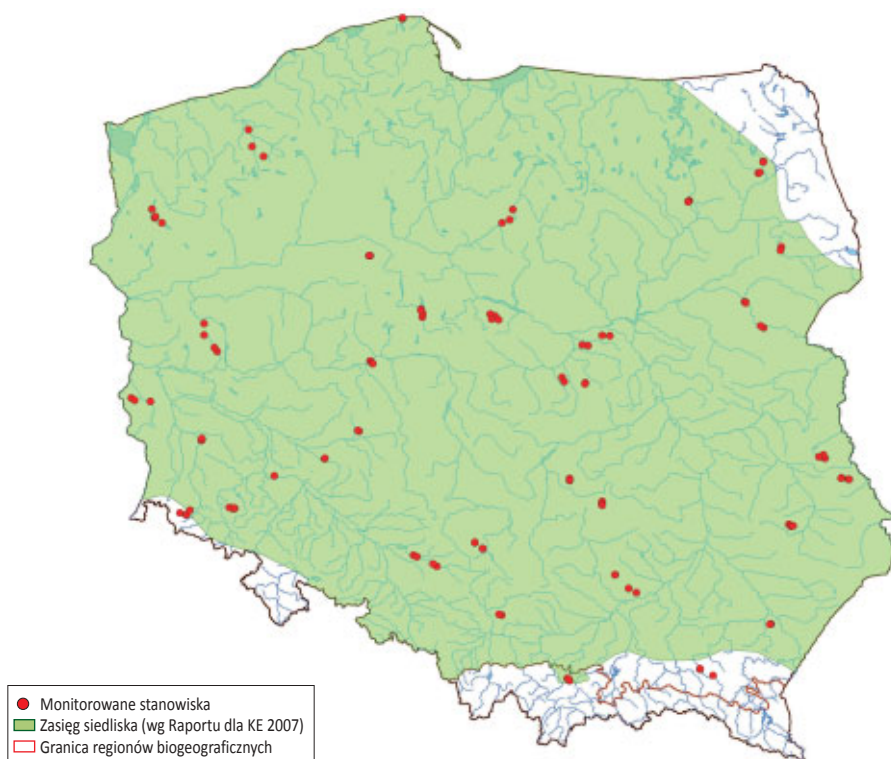 Monitorowane stanowiska
Zasięg siedliska (wg Raportu dla KE 2007)
Granica regionów biogeograficznych